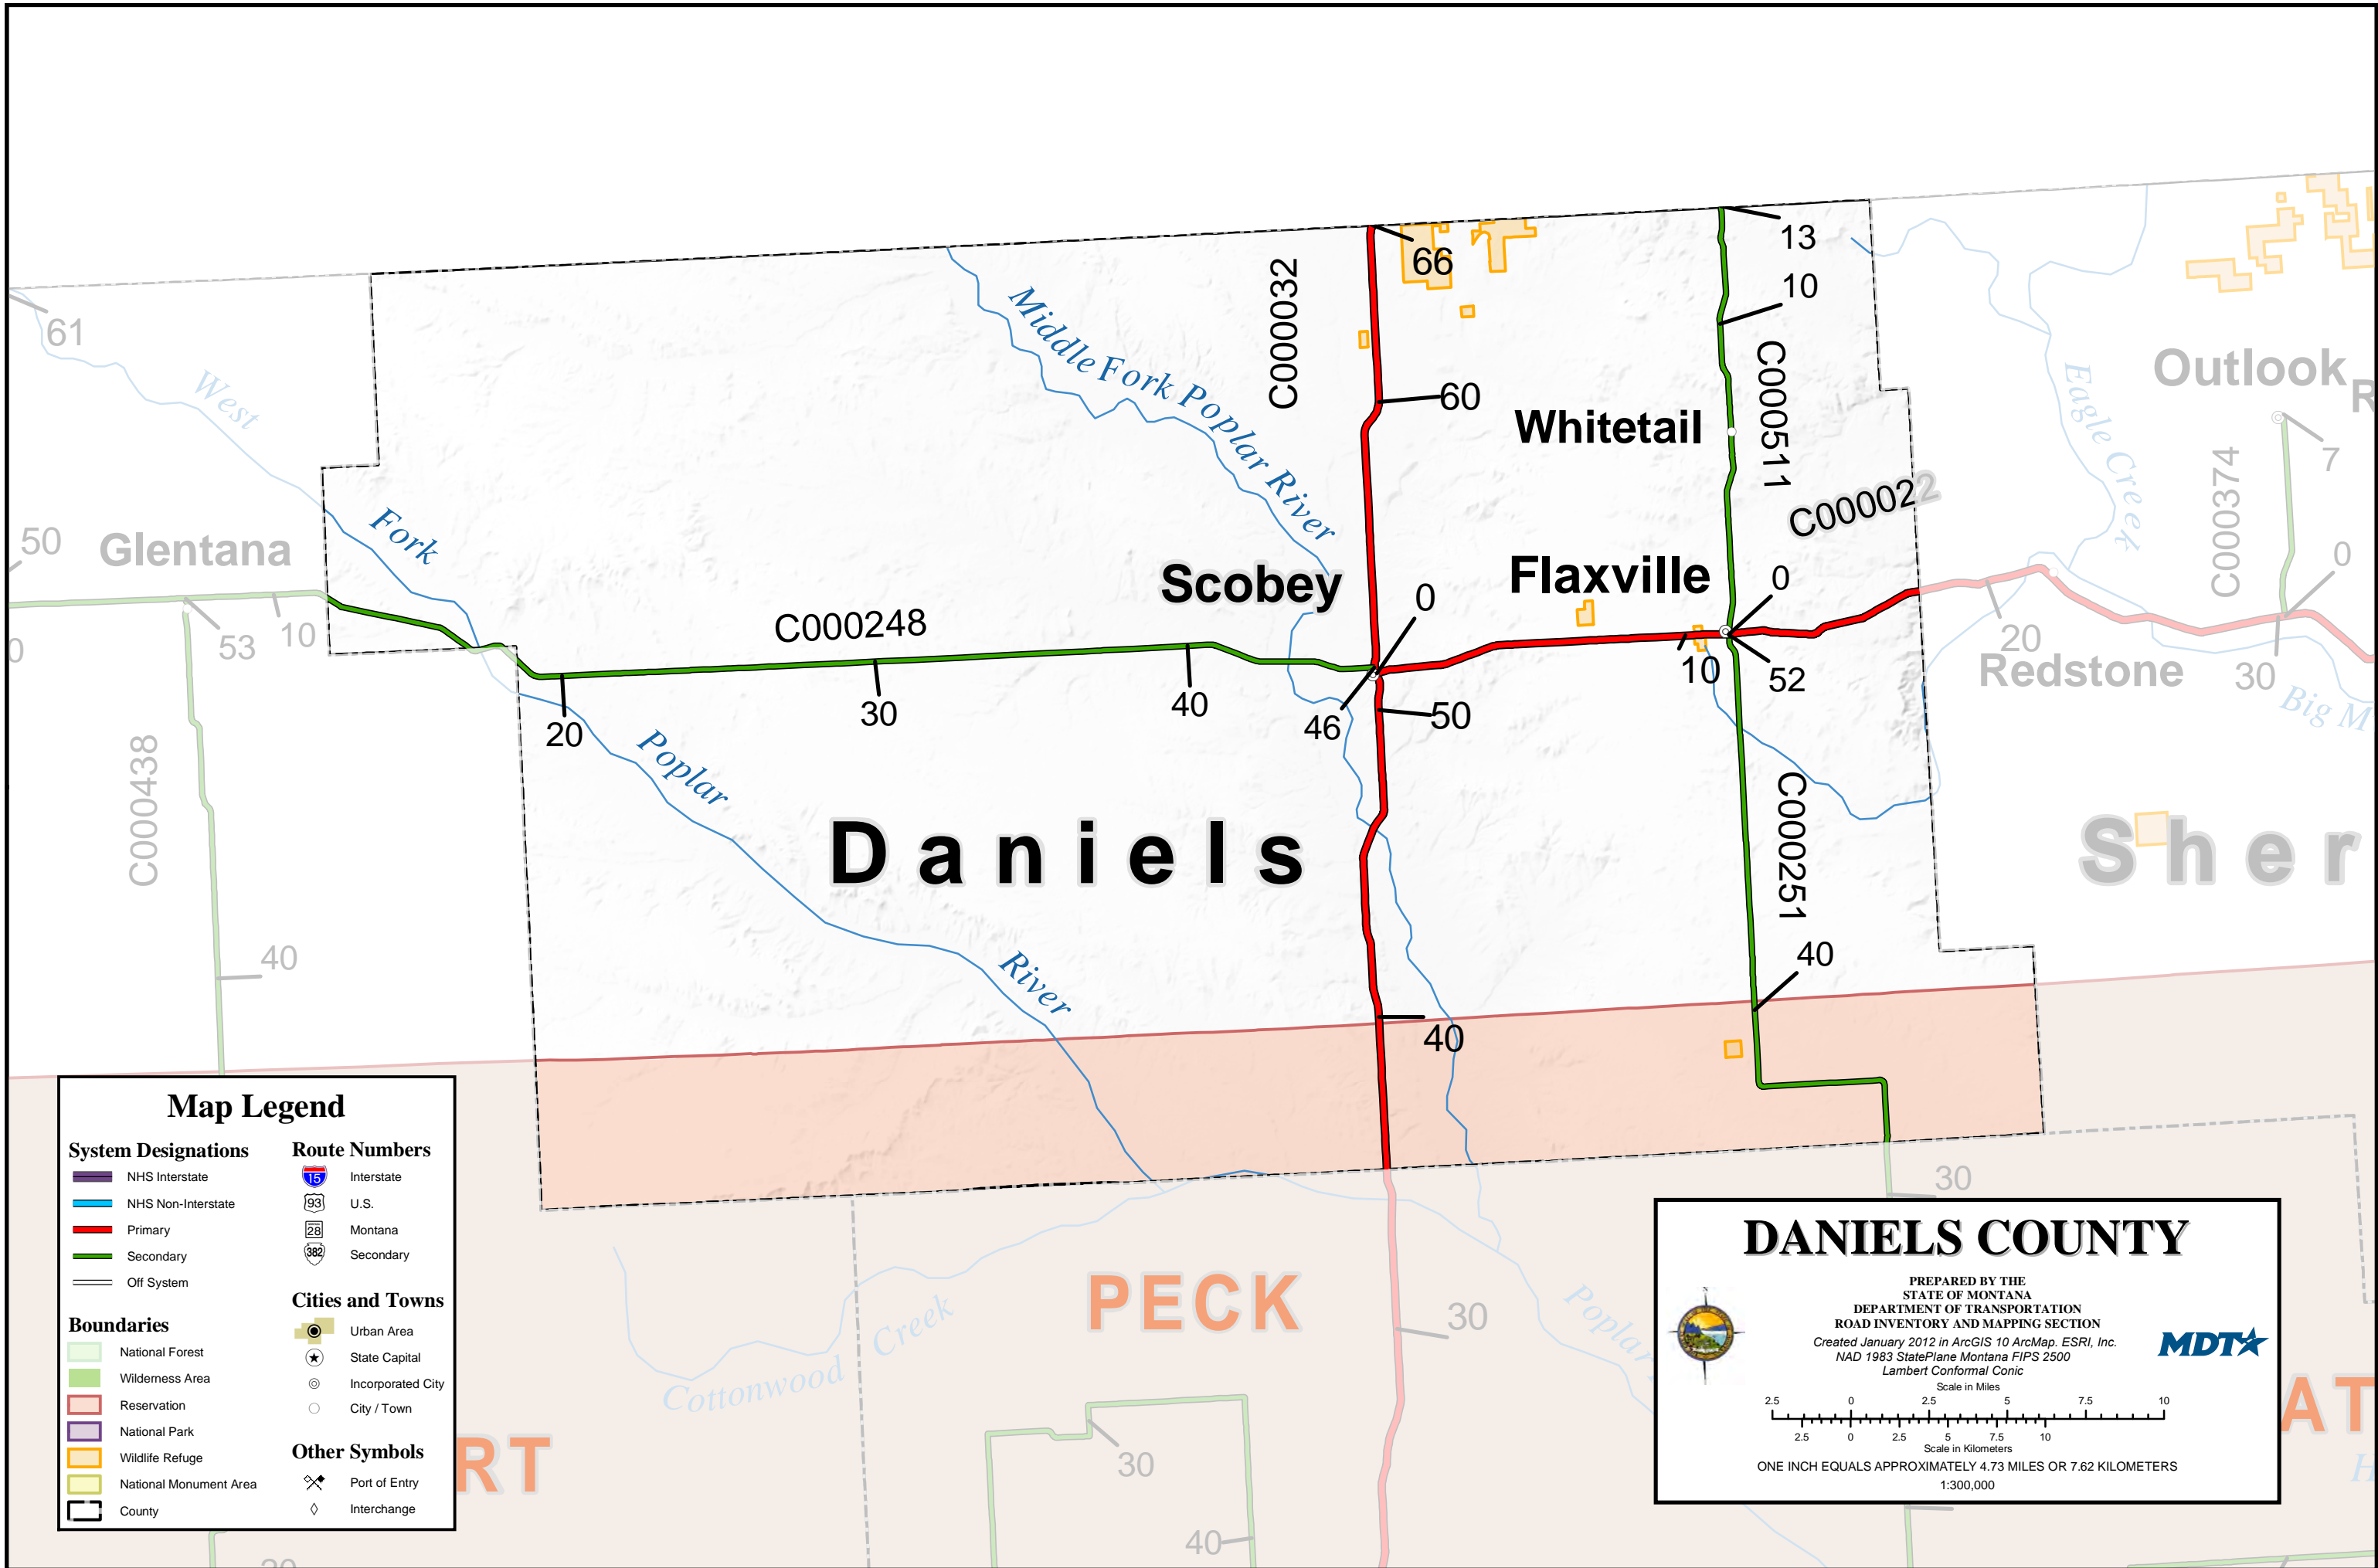 13
66
10
61
C000032
Middle Fork Poplar River
60
Outlook
R
West
Eagle Creek
C000511
Whitetail
7
C000374
C000022
Fork
50
Glentana
0
Scobey
0
Flaxville
0
C000248
53
10
0
20
10
52
Redstone
30
Big M
20
30
40
46
50
Poplar
C000438
C000251
Daniels
Sher
40
40
River
40
30
PECK
30
Poplar
Cottonwood Creek
RT
30
40
AT
H
20
Map Legend
System Designations
NHS Interstate
NHS Non-Interstate
Primary
Secondary
Off System
Boundaries
National Forest
Wilderness Area
Reservation
National Park
Wildlife Refuge
National Monument Area
County
Route Numbers
15 Interstate
93 U.S.
28 Montana
382 Secondary
Cities and Towns
Urban Area
State Capital
Incorporated City
City / Town
Other Symbols
Port of Entry
Interchange
DANIELS COUNTY
PREPARED BY THE
STATE OF MONTANA
DEPARTMENT OF TRANSPORTATION
ROAD INVENTORY AND MAPPING SECTION
Created January 2012 in ArcGIS 10 ArcMap. ESRI, Inc.
NAD 1983 StatePlane Montana FIPS 2500
Lambert Conformal Conic
N
MDT
Scale in Miles
2.5 0 2.5 5 7.5 10
2.5 0 2.5 5 7.5 10
Scale in Kilometers
ONE INCH EQUALS APPROXIMATELY 4.73 MILES OR 7.62 KILOMETERS
1:300,000